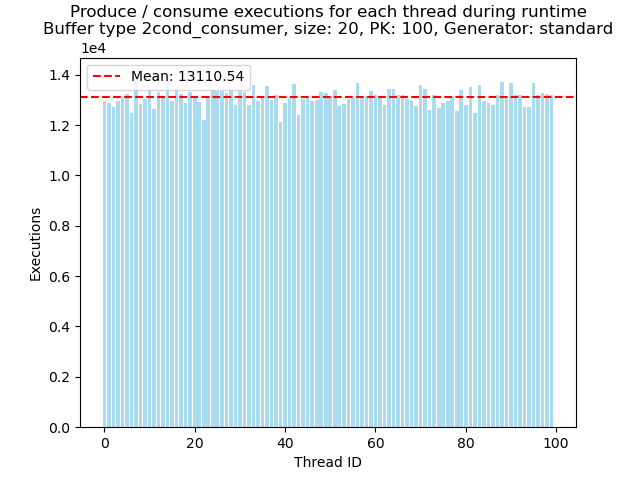 Produce / consume executions for each thread during runtime
Buffer type 2cond_consumer, size: 20, PK: 100, Generator: standard
1e4
Mean: 13110.54
1.4
1.2
1.0
0.8
0.6
0.4
0.2
0.0
Executions
0 20 40 60 80 100
Thread ID